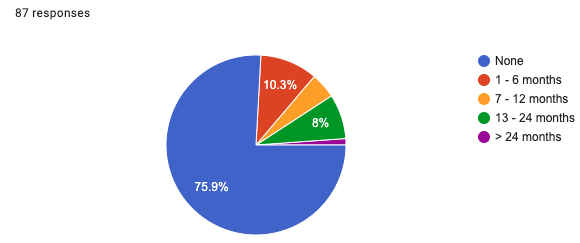 87 responses
None
1 - 6 months
7 - 12 months
13 - 24 months
> 24 months
10.3%
8%
75.9%